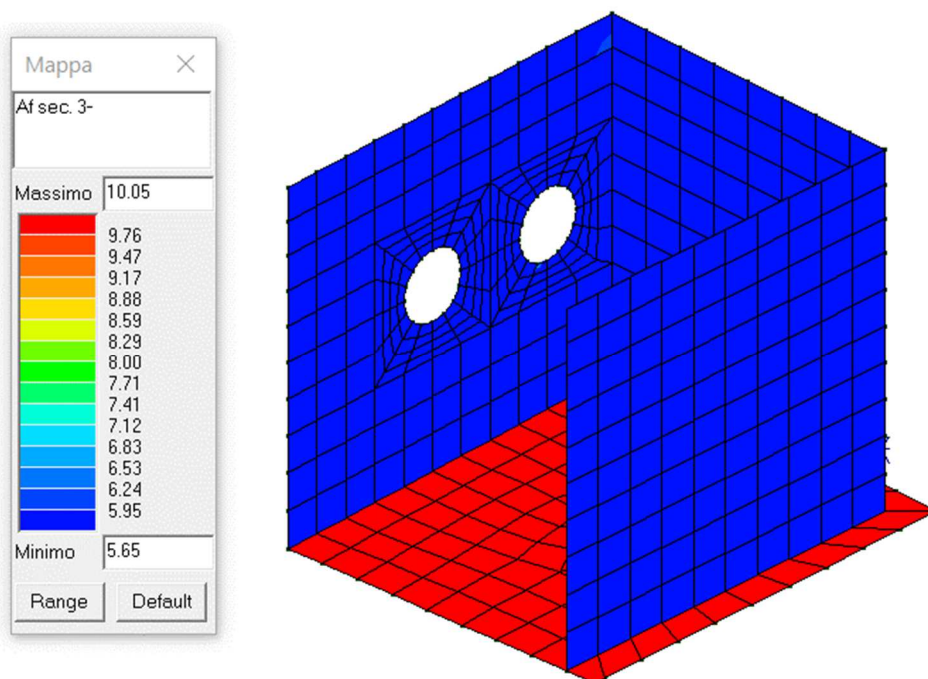 Mappa
Af sec. 3-
Massimo 10.05
9.76
9.47
9.17
8.88
8.59
8.29
8.00
7.71
7.41
7.12
6.83
6.53
6.24
5.95
Minimo 5.65
Range Default